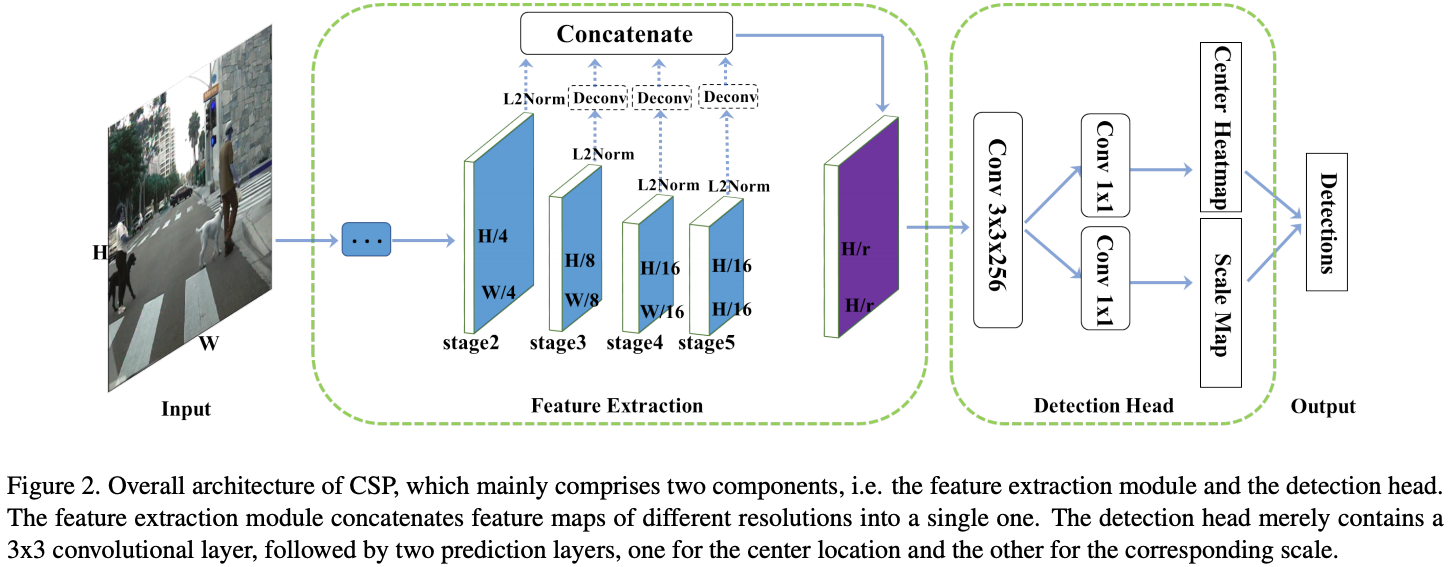 Concatenate
L2Norm
Deconv
Deconv
Deconv
L2Norm
L2Norm
L2Norm
H
W
Input
. . .
H/4
W/4
stage2
H/8
W/8
stage3
H/16
W/16
stage4
H/16
H/16
stage5
H/r
H/r
Feature Extraction
Conv 3x3x256
Conv 1x1
Conv 1x1
Center Heatmap
Scale Map
Detection Head
Detections
Output
Figure 2. Overall architecture of CSP, which mainly comprises two components, i.e. the feature extraction module and the detection head.
The feature extraction module concatenates feature maps of different resolutions into a single one. The detection head merely contains a
3x3 convolutional layer, followed by two prediction layers, one for the center location and the other for the corresponding scale.